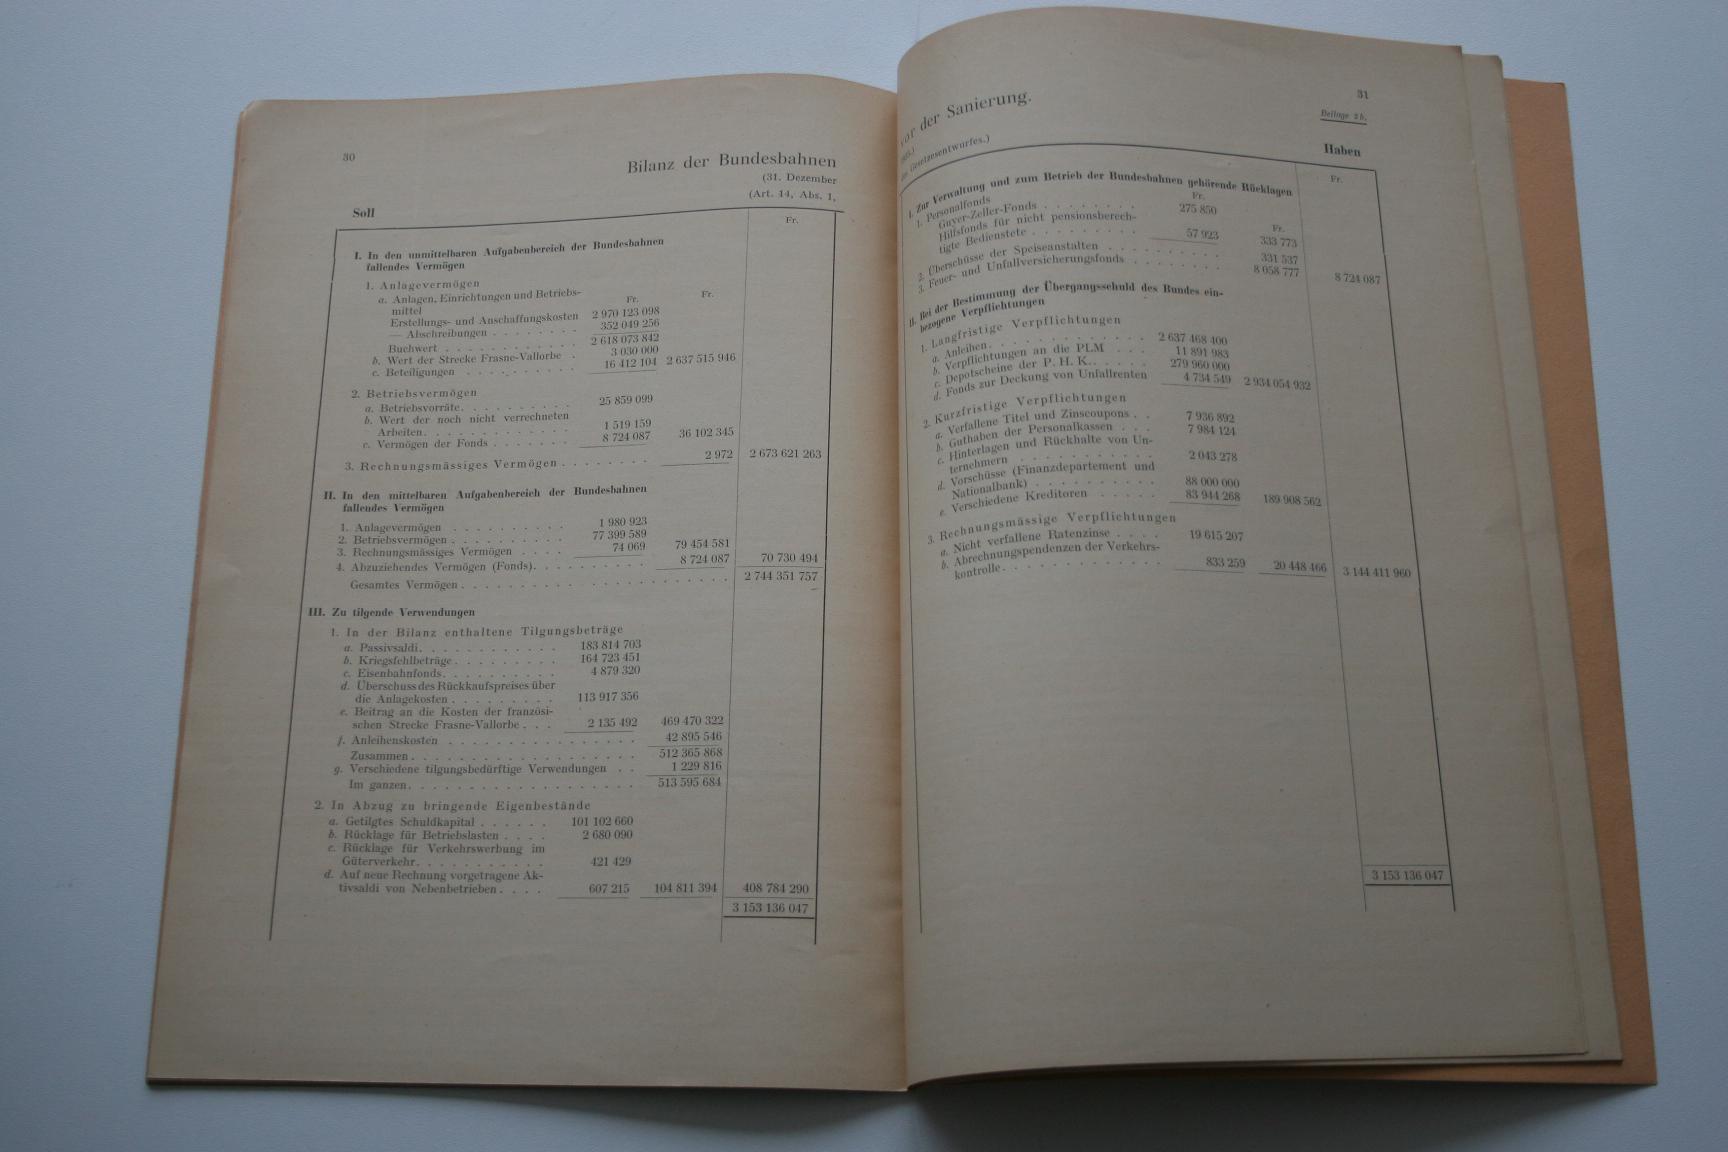 30
Bilanz der Bundesbahnen
(31. Dezember
(Art. 14, Abs. 1,
Soll
Fr.
I. In den unmittelbaren Aufgabenbereich der Bundesbahnen
fallendes Vermögen
1. Anlagevermögen
a. Anlagen, Einrichtungen und Betriebs-
mittel Fr. Fr.
Erstellungs- und Anschaffungskosten 2 970 123 098
— Abschreibungen . . . . . . . . 352 049 256
Buchwert . . . . . . . . . . . . 2 618 073 842
b. Wert der Strecke Frasne-Vallorbe . 3 030 000
c. Beteiligungen . . . . . . . . . . 16 412 104 2 637 515 946
2. Betriebsvermögen
a. Betriebsvorräte. . . . . . . . . . 25 859 099
b. Wert der noch nicht verrechneten
Arbeiten. . . . . . . . . . . . . 1 519 159
c. Vermögen der Fonds . . . . . . . 8 724 087 36 102 345
3. Rechnungsmässiges Vermögen . . . . . . . . 2 972 2 673 621 263
II. In den mittelbaren Aufgabenbereich der Bundesbahnen
fallendes Vermögen
1. Anlagevermögen . . . . . . . . . . 1 980 923
2. Betriebsvermögen . . . . . . . . . . 77 399 589
3. Rechnungsmässiges Vermögen . . . . 74 069 79 454 581
4. Abzuziehendes Vermögen (Fonds). . . . . . . . . . 8 724 087 70 730 494
Gesamtes Vermögen . . . . . . . . . . . . . . . . . . . . . 2 744 351 757
III. Zu tilgende Verwendungen
1. In der Bilanz enthaltene Tilgungsbeträge
a. Passivsaldi. . . . . . . . . . . . 183 814 703
b. Kriegsfehlbeträge . . . . . . . . . 164 723 451
c. Eisenbahnfonds. . . . . . . . . . 4 879 320
d. Überschuss des Rückkaufspreises über
die Anlagekosten . . . . . . . . . 113 917 356
e. Beitrag an die Kosten der französi-
schen Strecke Frasne-Vallorbe . . . 2 135 492 469 470 322
f. Anleihenskosten . . . . . . . . . . . . . . . . 42 895 546
Zusammen . . . . . . . . . . . . . . . . . . . 512 365 868
g. Verschiedene tilgungsbedürftige Verwendungen . . 1 229 816
Im ganzen. . . . . . . . . . . . . . . . . . . 513 595 684
2. In Abzug zu bringende Eigenbestände
a. Getilgtes Schuldkapital . . . . . . 101 102 660
b. Rücklage für Betriebslasten . . . . 2 680 090
c. Rücklage für Verkehrswerbung im
Güterverkehr. . . . . . . . . . . 421 429
d. Auf neue Rechnung vorgetragene Ak-
tivsaldi von Nebenbetrieben . . . . 607 215 104 811 394 408 784 290
3 153 136 047
31
Beilage 2 b.
vor der Sanierung.
des Gesetzesentwurfes.)
Haben
Fr.
I. Zur Verwaltung und zum Betrieb der Bundesbahnen gehörende Rücklagen
1. Personalfonds Fr.
Guyer-Zeller-Fonds . . . . . . . . 275 850
Hilfsfonds für nicht pensionsberech- Fr.
tigte Bedienstete . . . . . . . . . 57 923 333 773
2. Überschüsse der Speiseanstalten . . . . . . . . . . 331 537
3. Feuer- und Unfallversicherungsfonds . . . . . . . . 8 058 777 8 724 087
II. Bei der Bestimmung der Übergangsschuld des Bundes ein-
bezogene Verpflichtungen
1. Langfristige Verpflichtungen
a. Anleihen. . . . . . . . . . . . . 2 637 468 400
b. Verpflichtungen an die PLM . . . 11 891 983
c. Depotscheine der P. H. K.. . . . . 279 960 000
d. Fonds zur Deckung von Unfallrenten 4 734 549 2 934 054 932
2. Kurzfristige Verpflichtungen
a. Verfallene Titel und Zinscoupons . . 7 936 892
b. Guthaben der Personalkassen . . . 7 984 124
c. Hinterlagen und Rückhalte von Un-
ternehmern . . . . . . . . . . . 2 043 278
d. Vorschüsse (Finanzdepartement und
Nationalbank) . . . . . . . . . . 88 000 000
e. Verschiedene Kreditoren . . . . . 83 944 268 189 908 562
3. Rechnungsmässige Verpflichtungen
a. Nicht verfallene Ratenzinse . . . . 19 615 207
b. Abrechnungspendenzen der Verkehrs-
kontrolle. . . . . . . . . . . . . 833 259 20 448 466 3 144 411 960
3 153 136 047